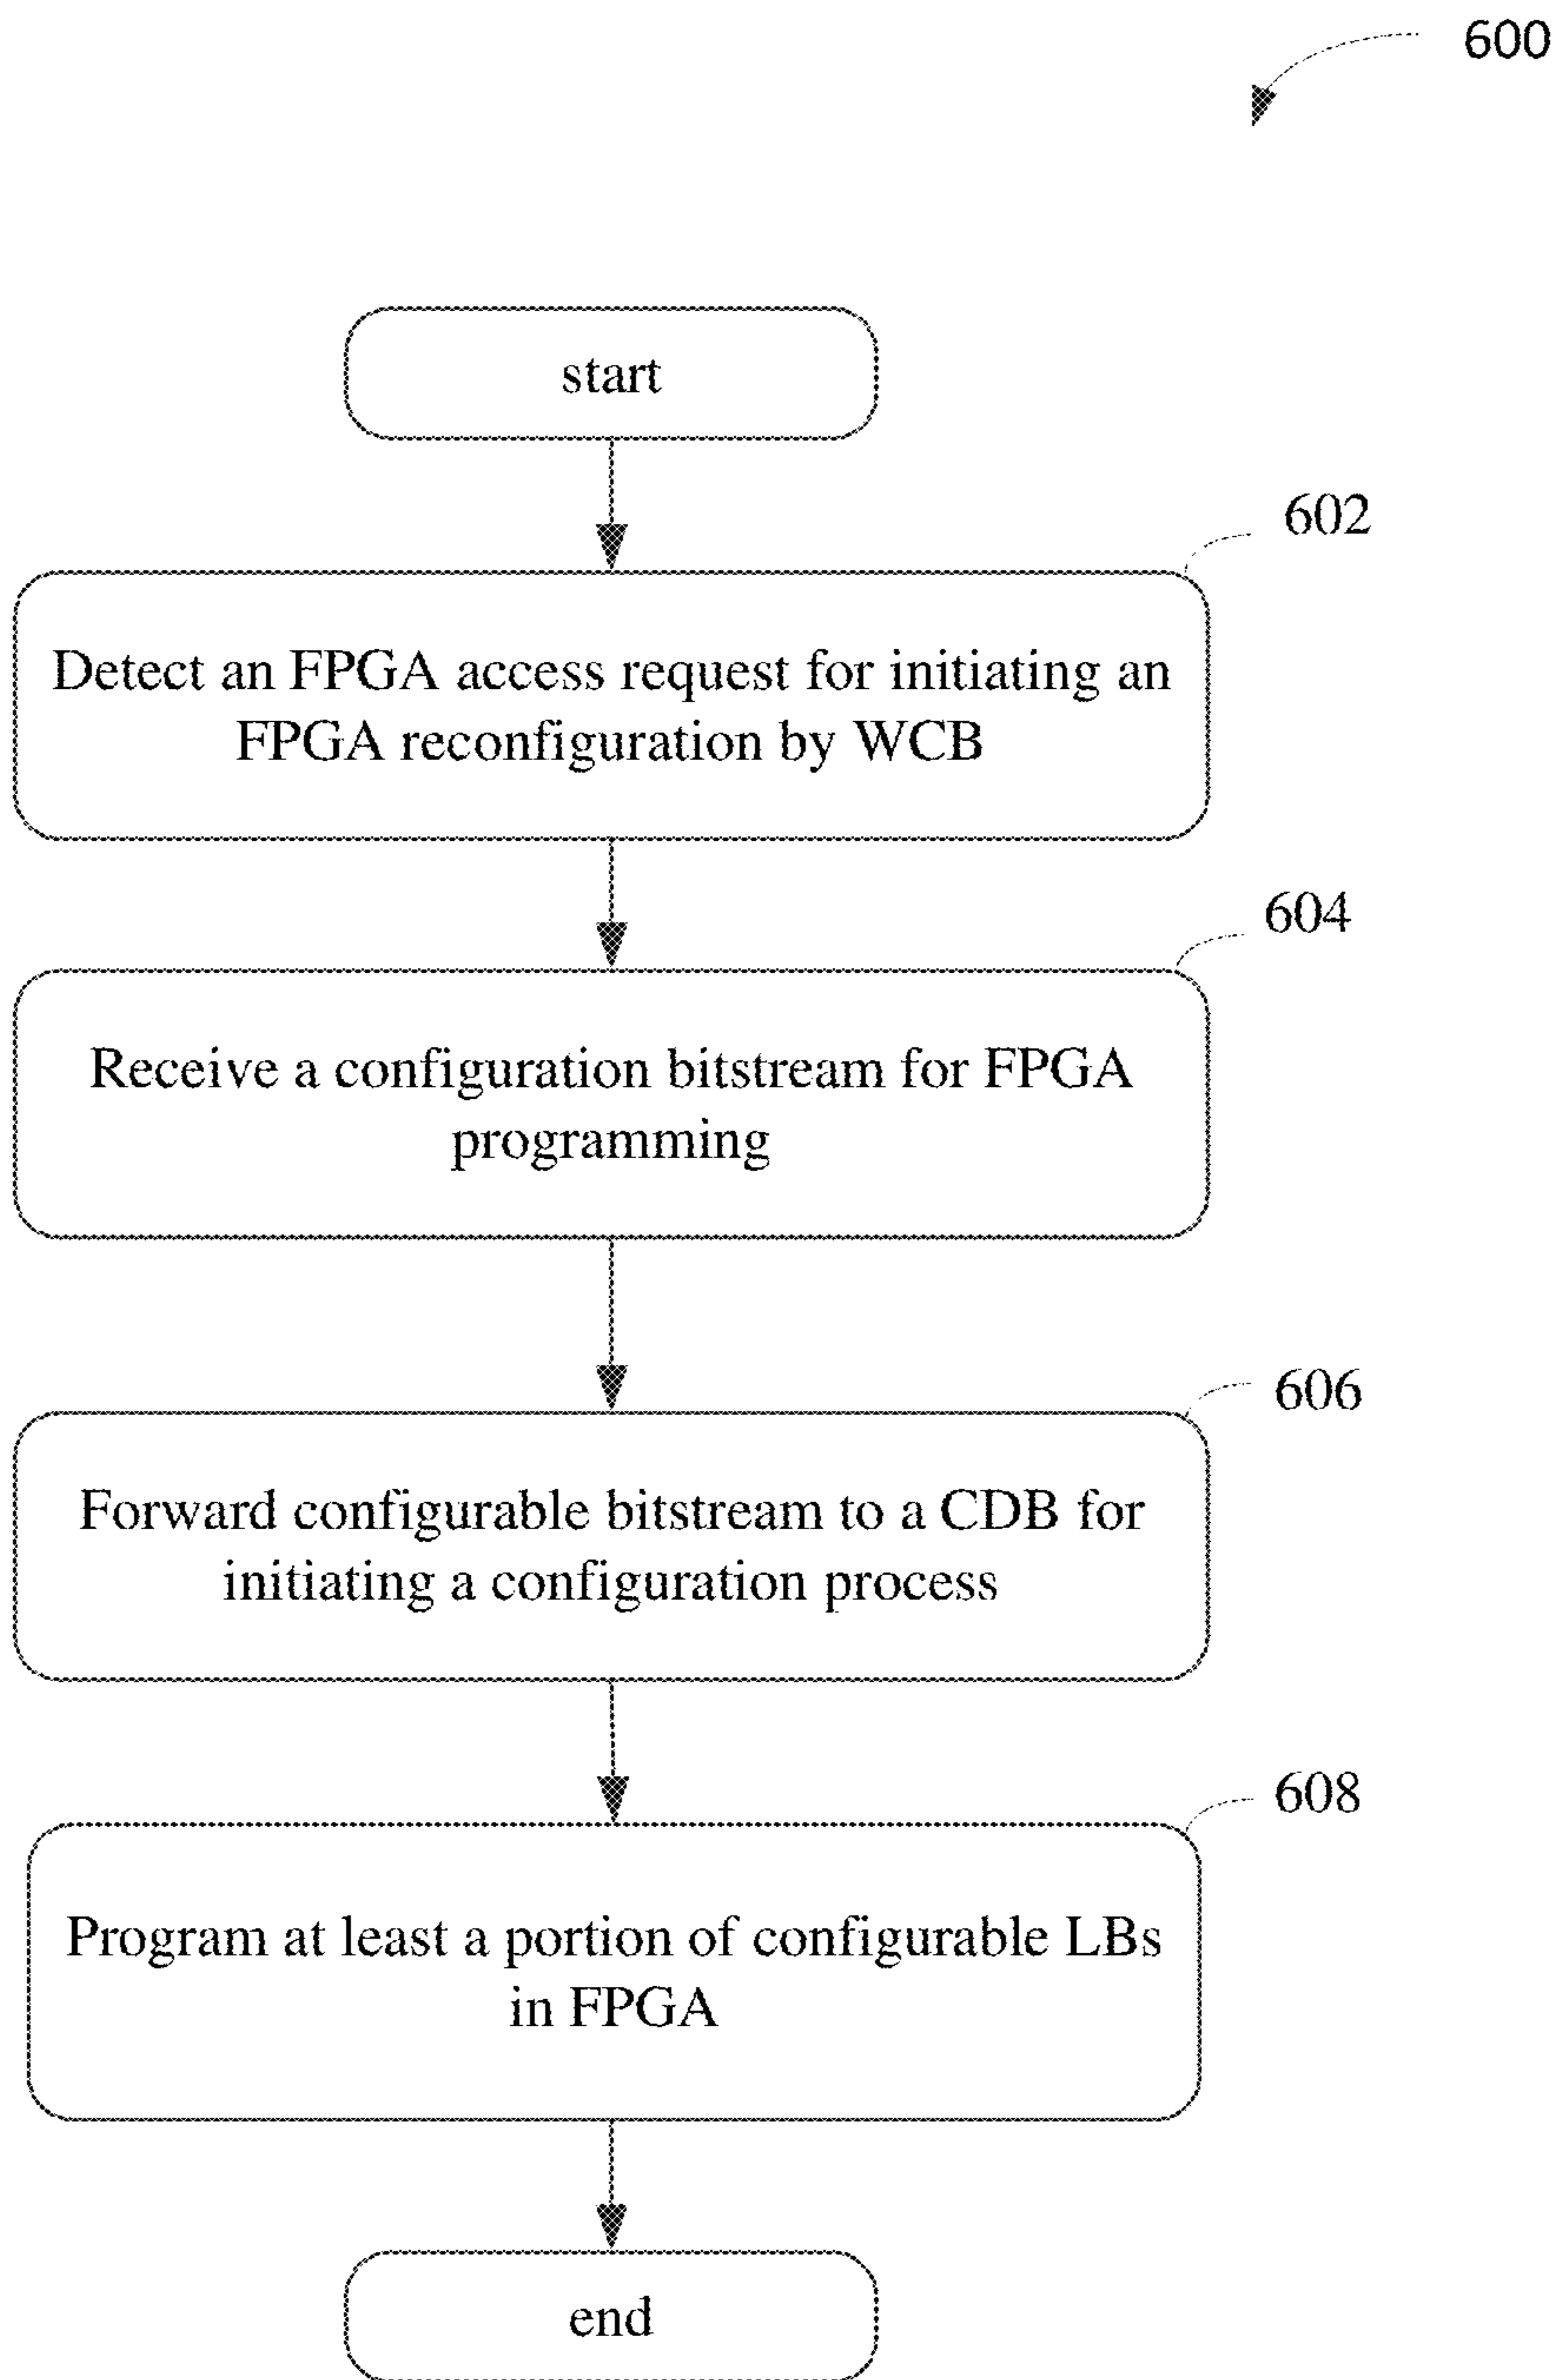 600
start
602
Detect an FPGA access request for initiating an
FPGA reconfiguration by WCB
604
Receive a configuration bitstream for FPGA
programming
606
Forward configurable bitstream to a CDB for
initiating a configuration process
608
Program at least a portion of configurable LBs
in FPGA
end